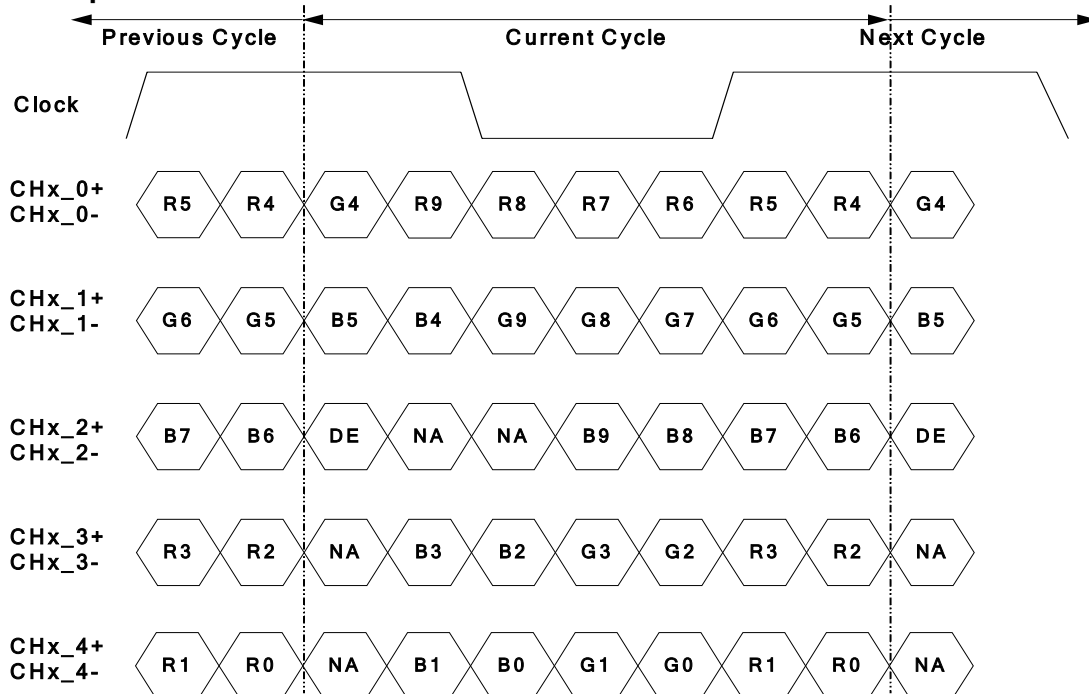 Previous Cycle Current Cycle Next Cycle
Clock
CHx_0+
CHx_0-
R5 R4 G4 R9 R8 R7 R6 R5 R4 G4
CHx_1+
CHx_1-
G6 G5 B5 B4 G9 G8 G7 G6 G5 B5
CHx_2+
CHx_2-
B7 B6 DE NA NA B9 B8 B7 B6 DE
CHx_3+
CHx_3-
R3 R2 NA B3 B2 G3 G2 R3 R2 NA
CHx_4+
CHx_4-
R1 R0 NA B1 B0 G1 G0 R1 R0 NA